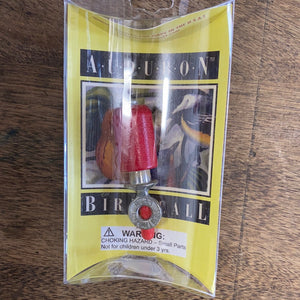 AUDUBON
BIRD CALL
WARNING:
CHOKING HAZARD – Small Parts
Not for children under 3 yrs.